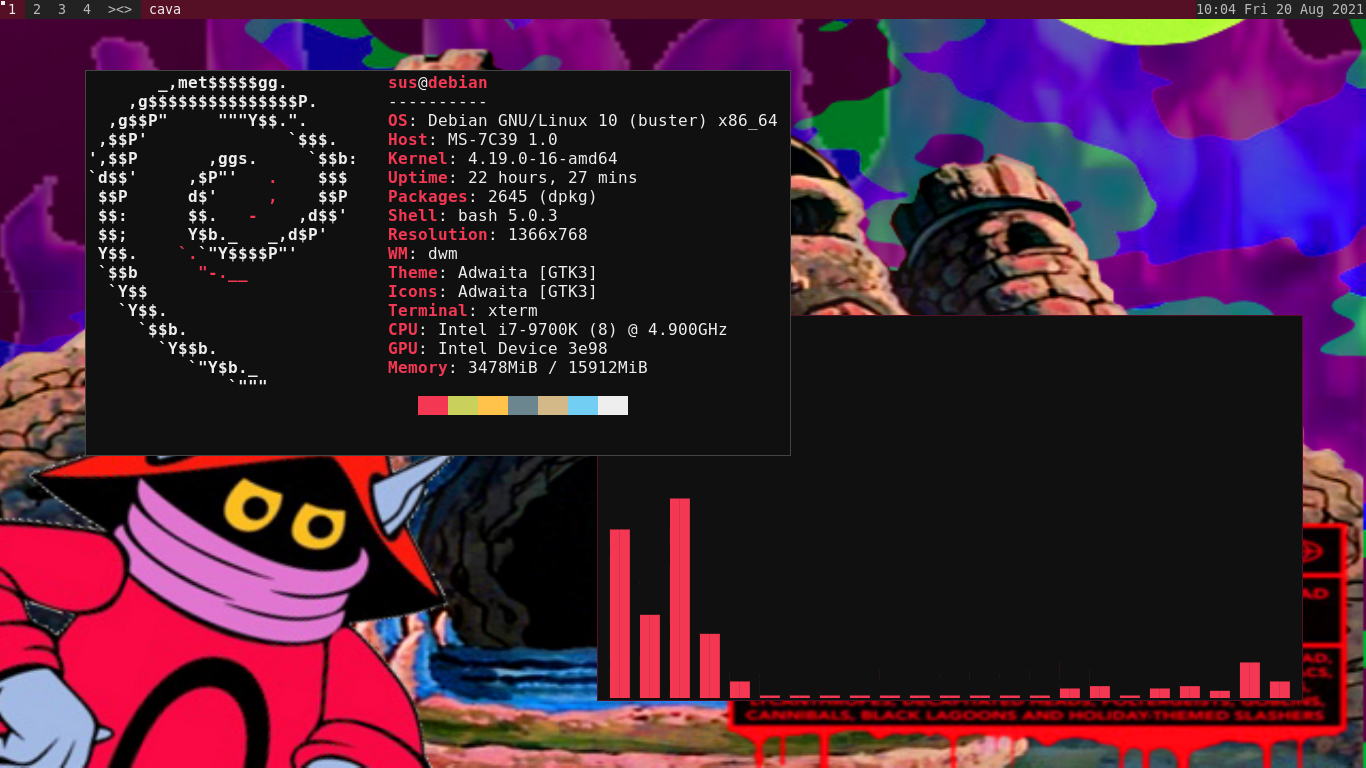 1 2 3 4 ><> cava 10:04 Fri 20 Aug 2021
_,met$$$$$gg.
,g$$$$$$$$$$$$$$$P.
,g$$P"     """Y$$.".
,$$P'              `$$$.
',$$P       ,ggs.     `$$b:
`d$$'     ,$P"'   .    $$$
$$P      d$'     ,    $$P
$$:      $$.   -    ,d$$'
$$;      Y$b._   _,d$P'
Y$$.    `.`"Y$$$$P"'
`$$b      "-.__
`Y$$
`Y$$.
`$$b.
`Y$$b.
`"Y$b._
`"""
sus@debian
----------
OS: Debian GNU/Linux 10 (buster) x86_64
Host: MS-7C39 1.0
Kernel: 4.19.0-16-amd64
Uptime: 22 hours, 27 mins
Packages: 2645 (dpkg)
Shell: bash 5.0.3
Resolution: 1366x768
WM: dwm
Theme: Adwaita [GTK3]
Icons: Adwaita [GTK3]
Terminal: xterm
CPU: Intel i7-9700K (8) @ 4.900GHz
GPU: Intel Device 3e98
Memory: 3478MiB / 15912MiB
CANNIBALS, BLACK LAGOONS AND HOLIDAY-THEMED SLASHERS